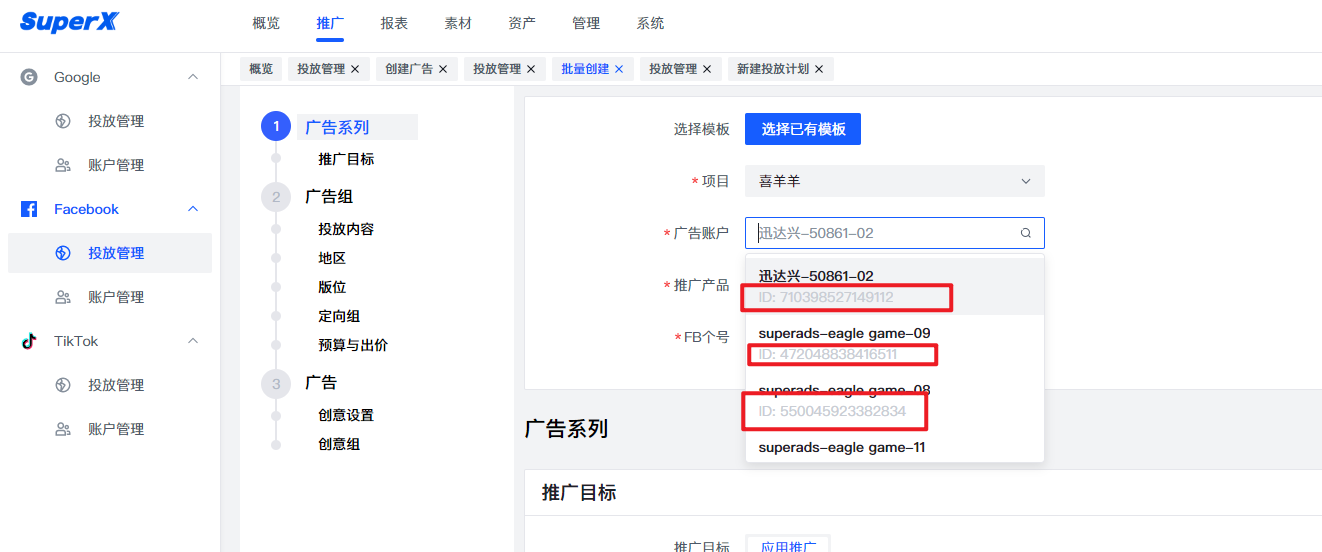 SuperX
概览 推广 报表 素材 资产 管理 系统
概览 投放管理 × 创建广告 × 投放管理 × 批量创建 × 投放管理 × 新建投放计划 ×
Google
投放管理
账户管理
Facebook
投放管理
账户管理
TikTok
投放管理
账户管理
1 广告系列
推广目标
2 广告组
投放内容
地区
版位
定向组
预算与出价
3 广告
创意设置
创意组
选择模板 选择已有模板
* 项目 喜羊羊
* 广告账户 迅达兴-50861-02
* 推广产品
* FB个号
迅达兴-50861-02
ID: 710398527149112
superads-eagle game-09
ID: 472048838416511
superads-eagle game-08
ID: 550045923382834
superads-eagle game-11
广告系列
推广目标
推广目标 应用推广